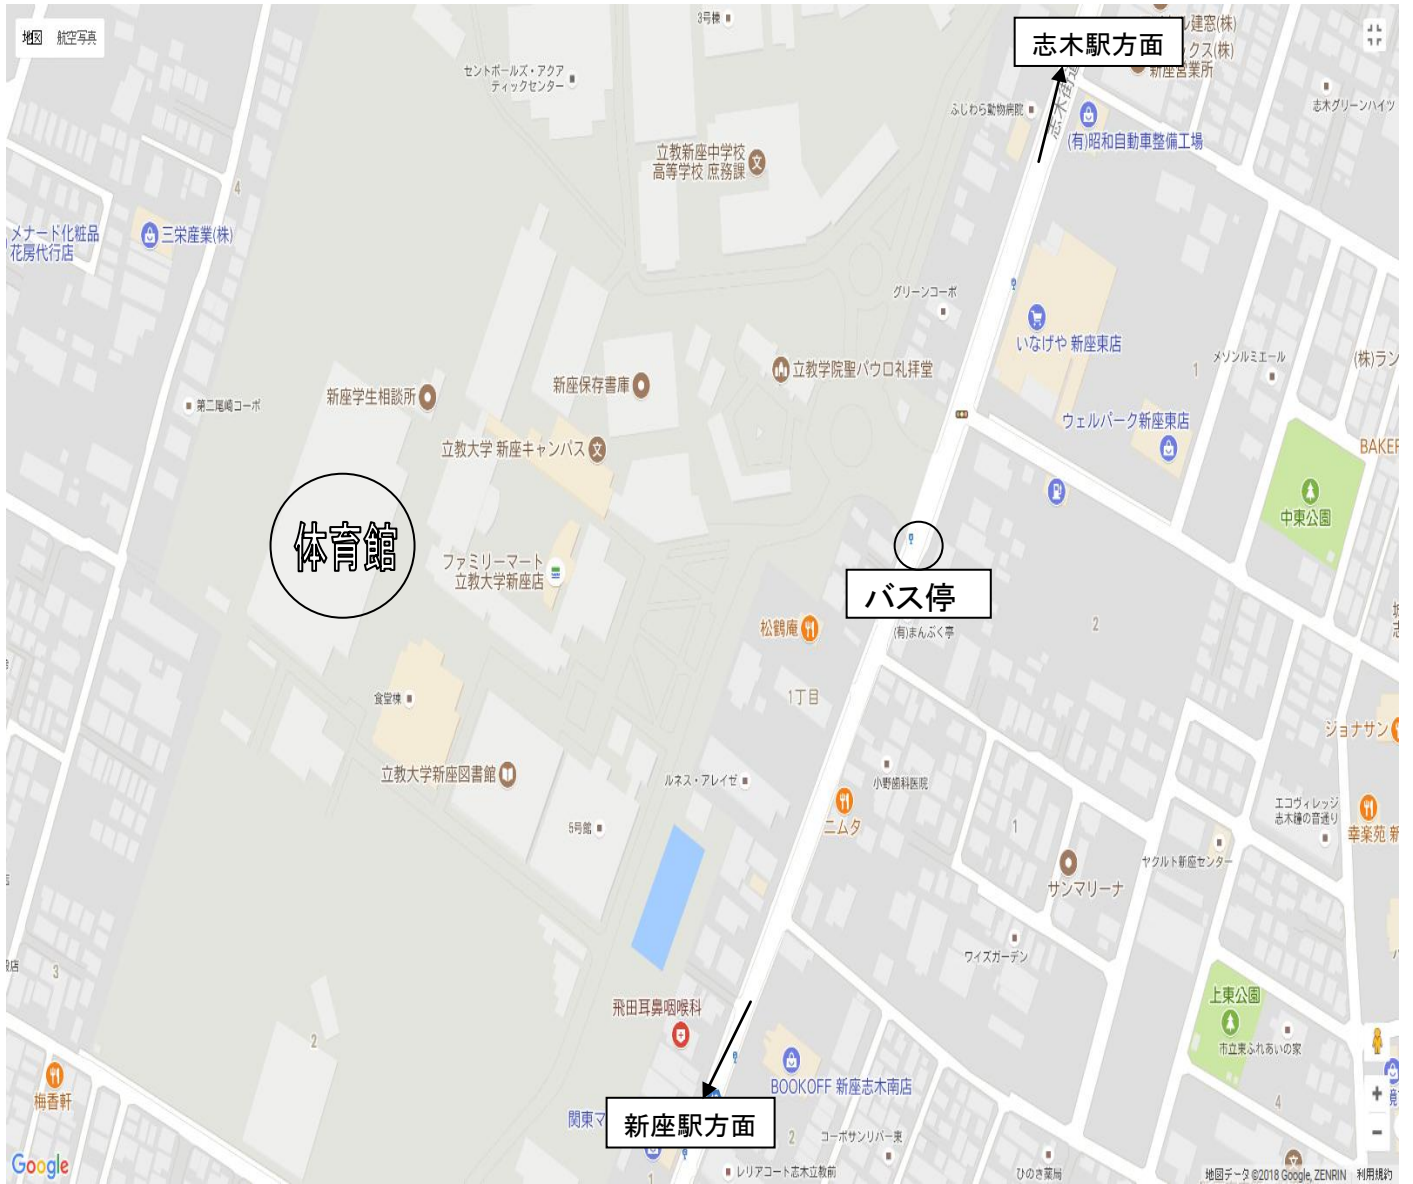 地図 航空写真
3号棟
志木駅方面
建窓(株)
クス(株)
新座営業所
セントポールズ・アクア
ティックセンター
ふじわら動物病院
志木グリーンハイツ
志木街道
(有)昭和自動車整備工場
立教新座中学校
高等学校 庶務課
4
メナード化粧品
花房代行店
三栄産業(株)
グリーンコーポ
いなげや 新座東店
メゾンルミエール
(株)ラン
1
立教学院聖パウロ礼拝堂
新座保存書庫
新座学生相談所
第二尾崎コーポ
ウェルパーク新座東店
BAKER
立教大学 新座キャンパス
中東公園
体育館
ファミリーマート
立教大学新座店
バス停
松鶴庵
(有)まんぷく亭
2
1丁目
食堂棟
ジョナサン
立教大学新座図書館
ルネス・アレイゼ
小野歯科医院
5号館
ニムタ
1
エコヴィレッジ
志木鐘の音通り
幸楽苑 新
ヤクルト新座センター
サンマリーナ
ワイズガーデン
3
上東公園
飛田耳鼻咽喉科
市立東ふれあいの家
2
BOOKOFF 新座志木南店
梅香軒
関東マ
新座駅方面
2
コーポサンリバー東
4
+
−
Google
1
レリアコート志木立教前
ひのき薬局
地図データ ©2018 Google, ZENRIN 利用規約